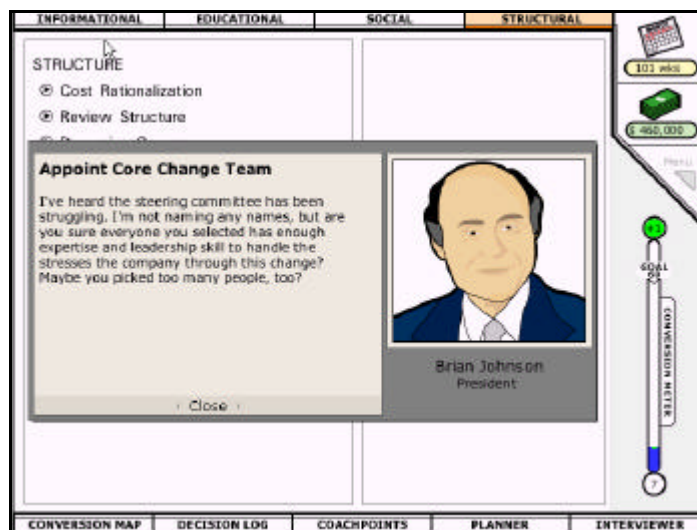 INFORMATIONAL EDUCATIONAL SOCIAL STRUCTURAL
STRUCTURE
Cost Rationalization
Review Structure
101 wks
$ 460,000
Menu
Appoint Core Change Team
I've heard the steering committee has been
struggling. I'm not naming any names, but are
you sure everyone you selected has enough
expertise and leadership skill to handle the
stresses the company through this change?
Maybe you picked too many people, too?
Close
Brian Johnson
President
GOAL
CONVERSION METER
CONVERSION MAP DECISION LOG COACHPOINTS PLANNER INTERVIEWER